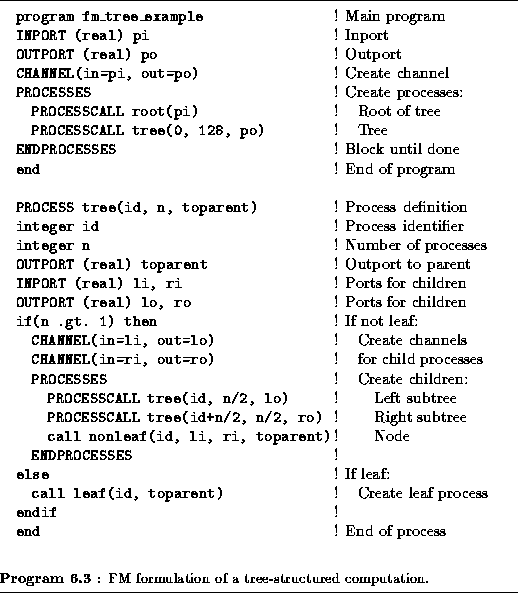 program fm_tree_example ! Main program
INPORT (real) pi ! Inport
OUTPORT (real) po ! Outport
CHANNEL(in=pi, out=po) ! Create channel
PROCESSES ! Create processes:
PROCESSCALL root(pi) ! Root of tree
PROCESSCALL tree(0, 128, po) ! Tree
ENDPROCESSES ! Block until done
end ! End of program
PROCESS tree(id, n, toparent) ! Process definition
integer id ! Process identifier
integer n ! Number of processes
OUTPORT (real) toparent ! Outport to parent
INPORT (real) li, ri ! Ports for children
OUTPORT (real) lo, ro ! Ports for children
if(n .gt. 1) then ! If not leaf:
CHANNEL(in=li, out=lo) ! Create channels
CHANNEL(in=ri, out=ro) ! for child processes
PROCESSES ! Create children:
PROCESSCALL tree(id, n/2, lo) ! Left subtree
PROCESSCALL tree(id+n/2, n/2, ro) ! Right subtree
call nonleaf(id, li, ri, toparent)! Node
ENDPROCESSES !
else ! If leaf:
call leaf(id, toparent) ! Create leaf process
endif !
end ! End of process
Program 6.3 : FM formulation of a tree-structured computation.